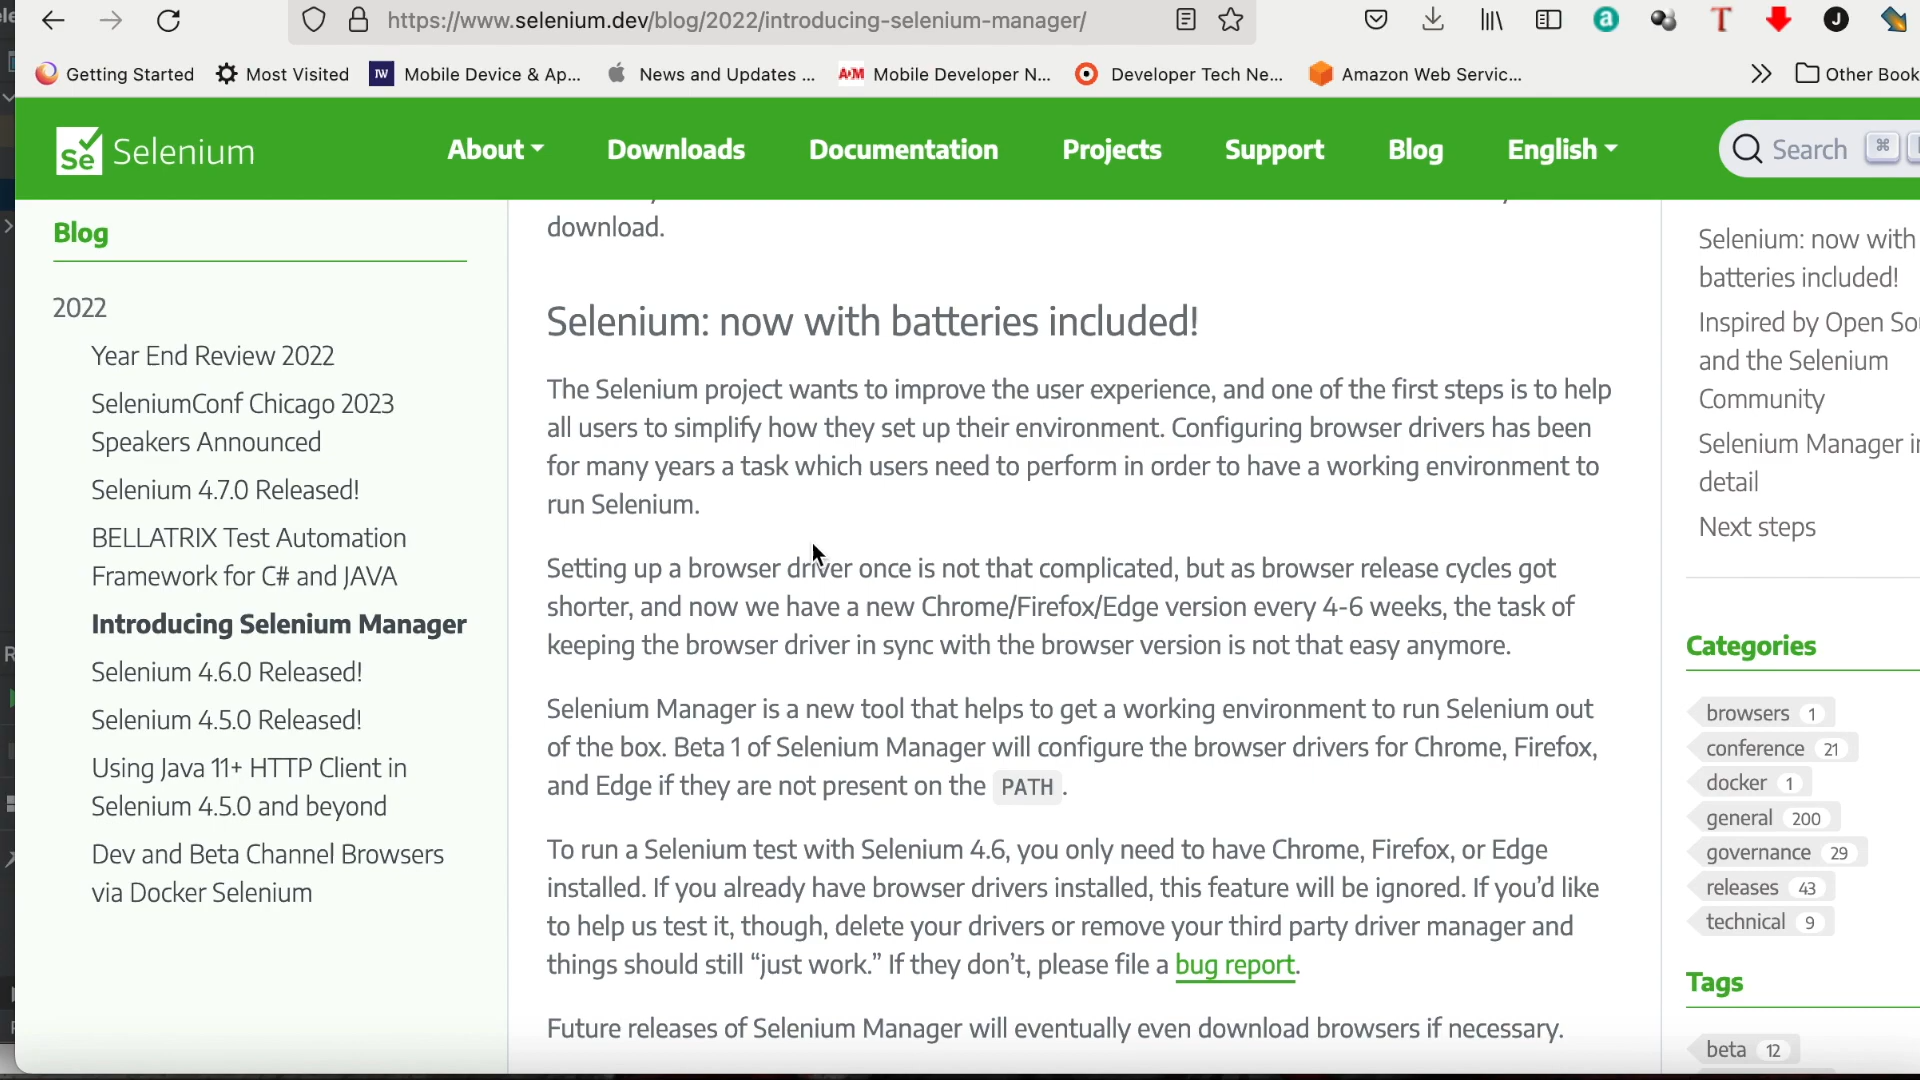 https://www.selenium.dev/blog/2022/introducing-selenium-manager/
Getting Started
Most Visited
Mobile Device & Ap...
News and Updates ...
Mobile Developer N...
Developer Tech Ne...
Amazon Web Servic...
Other Book
Se Selenium
About
Downloads
Documentation
Projects
Support
Blog
English
Search ⌘
Blog
2022
Year End Review 2022
SeleniumConf Chicago 2023
Speakers Announced
Selenium 4.7.0 Released!
BELLATRIX Test Automation
Framework for C# and JAVA
Introducing Selenium Manager
Selenium 4.6.0 Released!
Selenium 4.5.0 Released!
Using Java 11+ HTTP Client in
Selenium 4.5.0 and beyond
Dev and Beta Channel Browsers
via Docker Selenium
download.
Selenium: now with batteries included!
The Selenium project wants to improve the user experience, and one of the first steps is to help
all users to simplify how they set up their environment. Configuring browser drivers has been
for many years a task which users need to perform in order to have a working environment to
run Selenium.
Setting up a browser driver once is not that complicated, but as browser release cycles got
shorter, and now we have a new Chrome/Firefox/Edge version every 4-6 weeks, the task of
keeping the browser driver in sync with the browser version is not that easy anymore.
Selenium Manager is a new tool that helps to get a working environment to run Selenium out
of the box. Beta 1 of Selenium Manager will configure the browser drivers for Chrome, Firefox,
and Edge if they are not present on the PATH.
To run a Selenium test with Selenium 4.6, you only need to have Chrome, Firefox, or Edge
installed. If you already have browser drivers installed, this feature will be ignored. If you’d like
to help us test it, though, delete your drivers or remove your third party driver manager and
things should still “just work.” If they don’t, please file a bug report.
Future releases of Selenium Manager will eventually even download browsers if necessary.
Selenium: now with
batteries included!
Inspired by Open So
and the Selenium
Community
Selenium Manager in
detail
Next steps
Categories
browsers 1
conference 21
docker 1
general 200
governance 29
releases 43
technical 9
Tags
beta 12